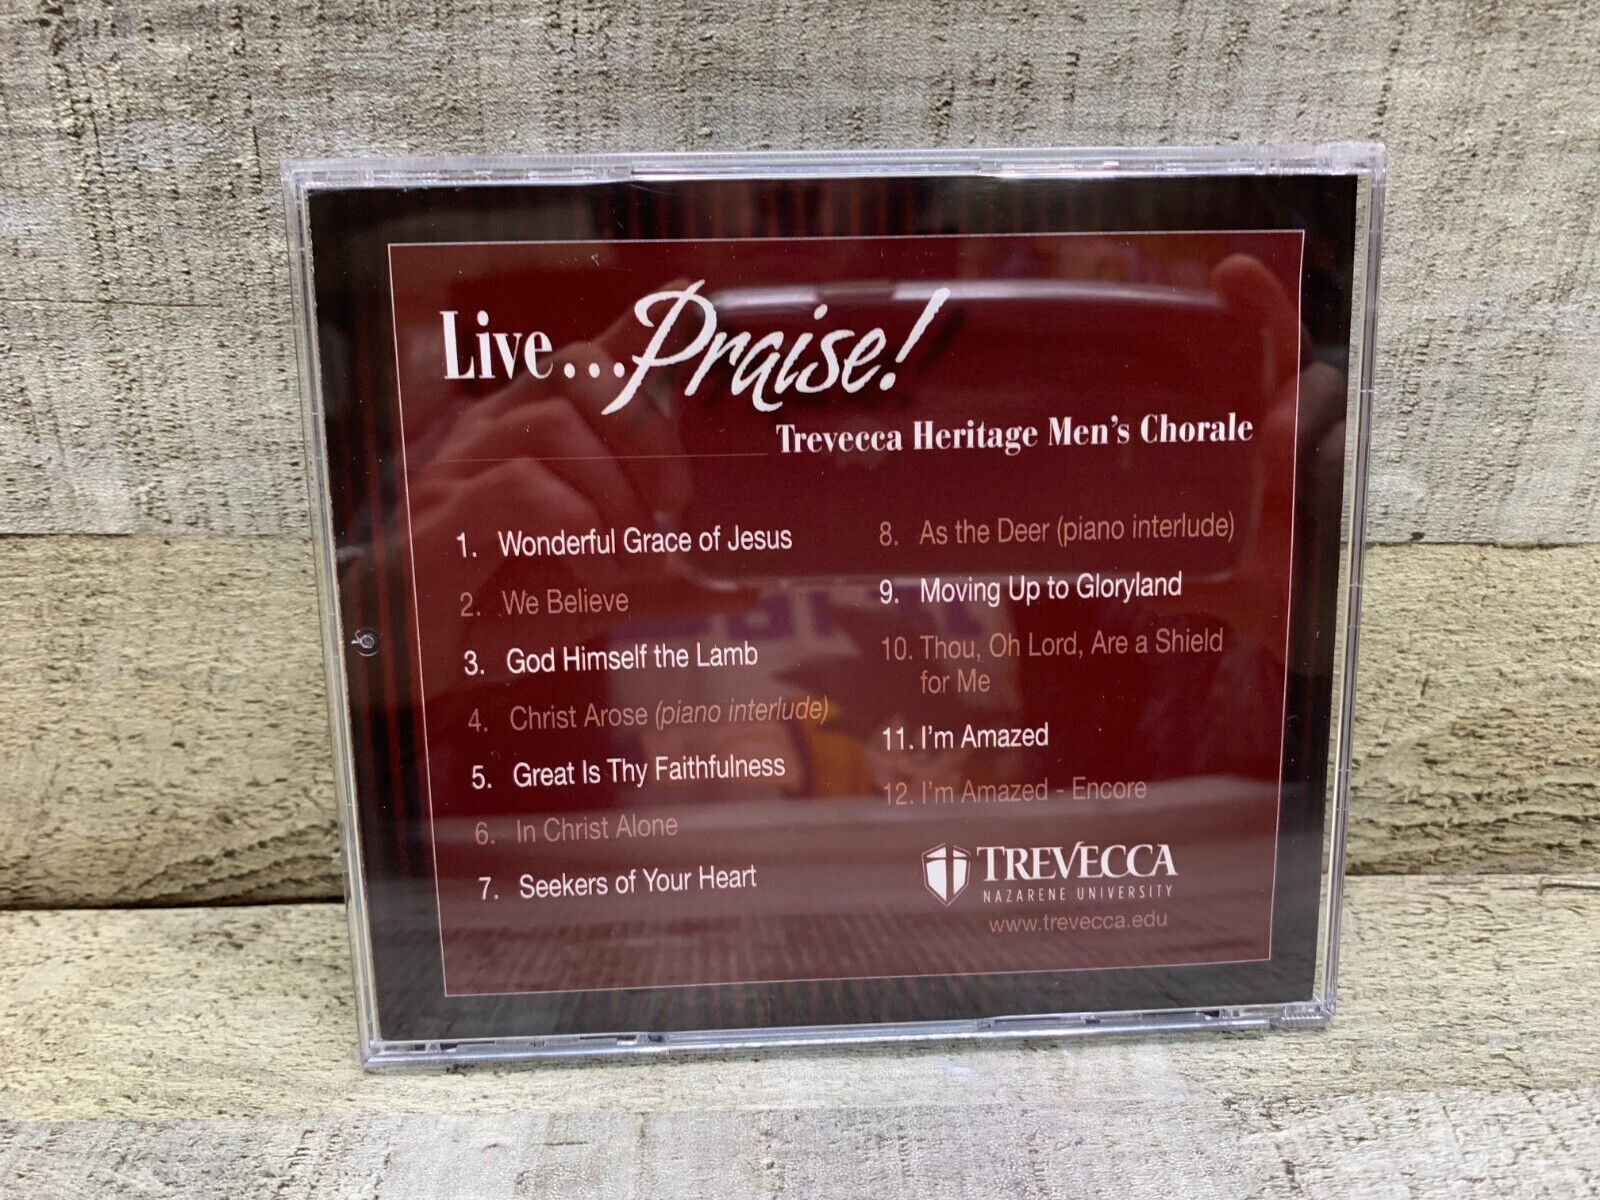 Live...Praise!
Trevecca Heritage Men's Chorale
1. Wonderful Grace of Jesus
2. We Believe
3. God Himself the Lamb
4. Christ Arose (piano interlude)
5. Great Is Thy Faithfulness
6. In Christ Alone
7. Seekers of Your Heart
8. As the Deer (piano interlude)
9. Moving Up to Gloryland
10. Thou, Oh Lord, Are a Shield
for Me
11. I'm Amazed
12. I'm Amazed - Encore
TREVECCA
NAZARENE UNIVERSITY
www.trevecca.edu